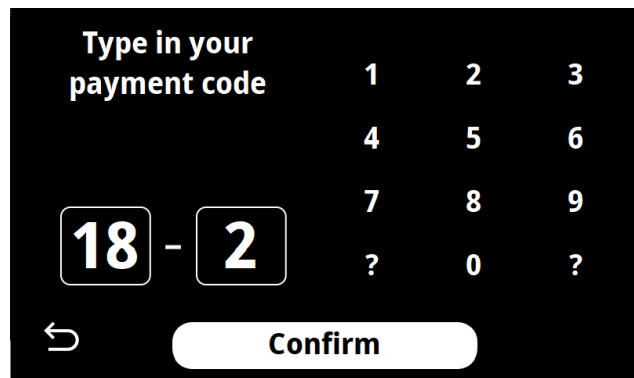 Type in your
payment code
18 - 2
1 2 3
4 5 6
7 8 9
? 0 ?
Confirm